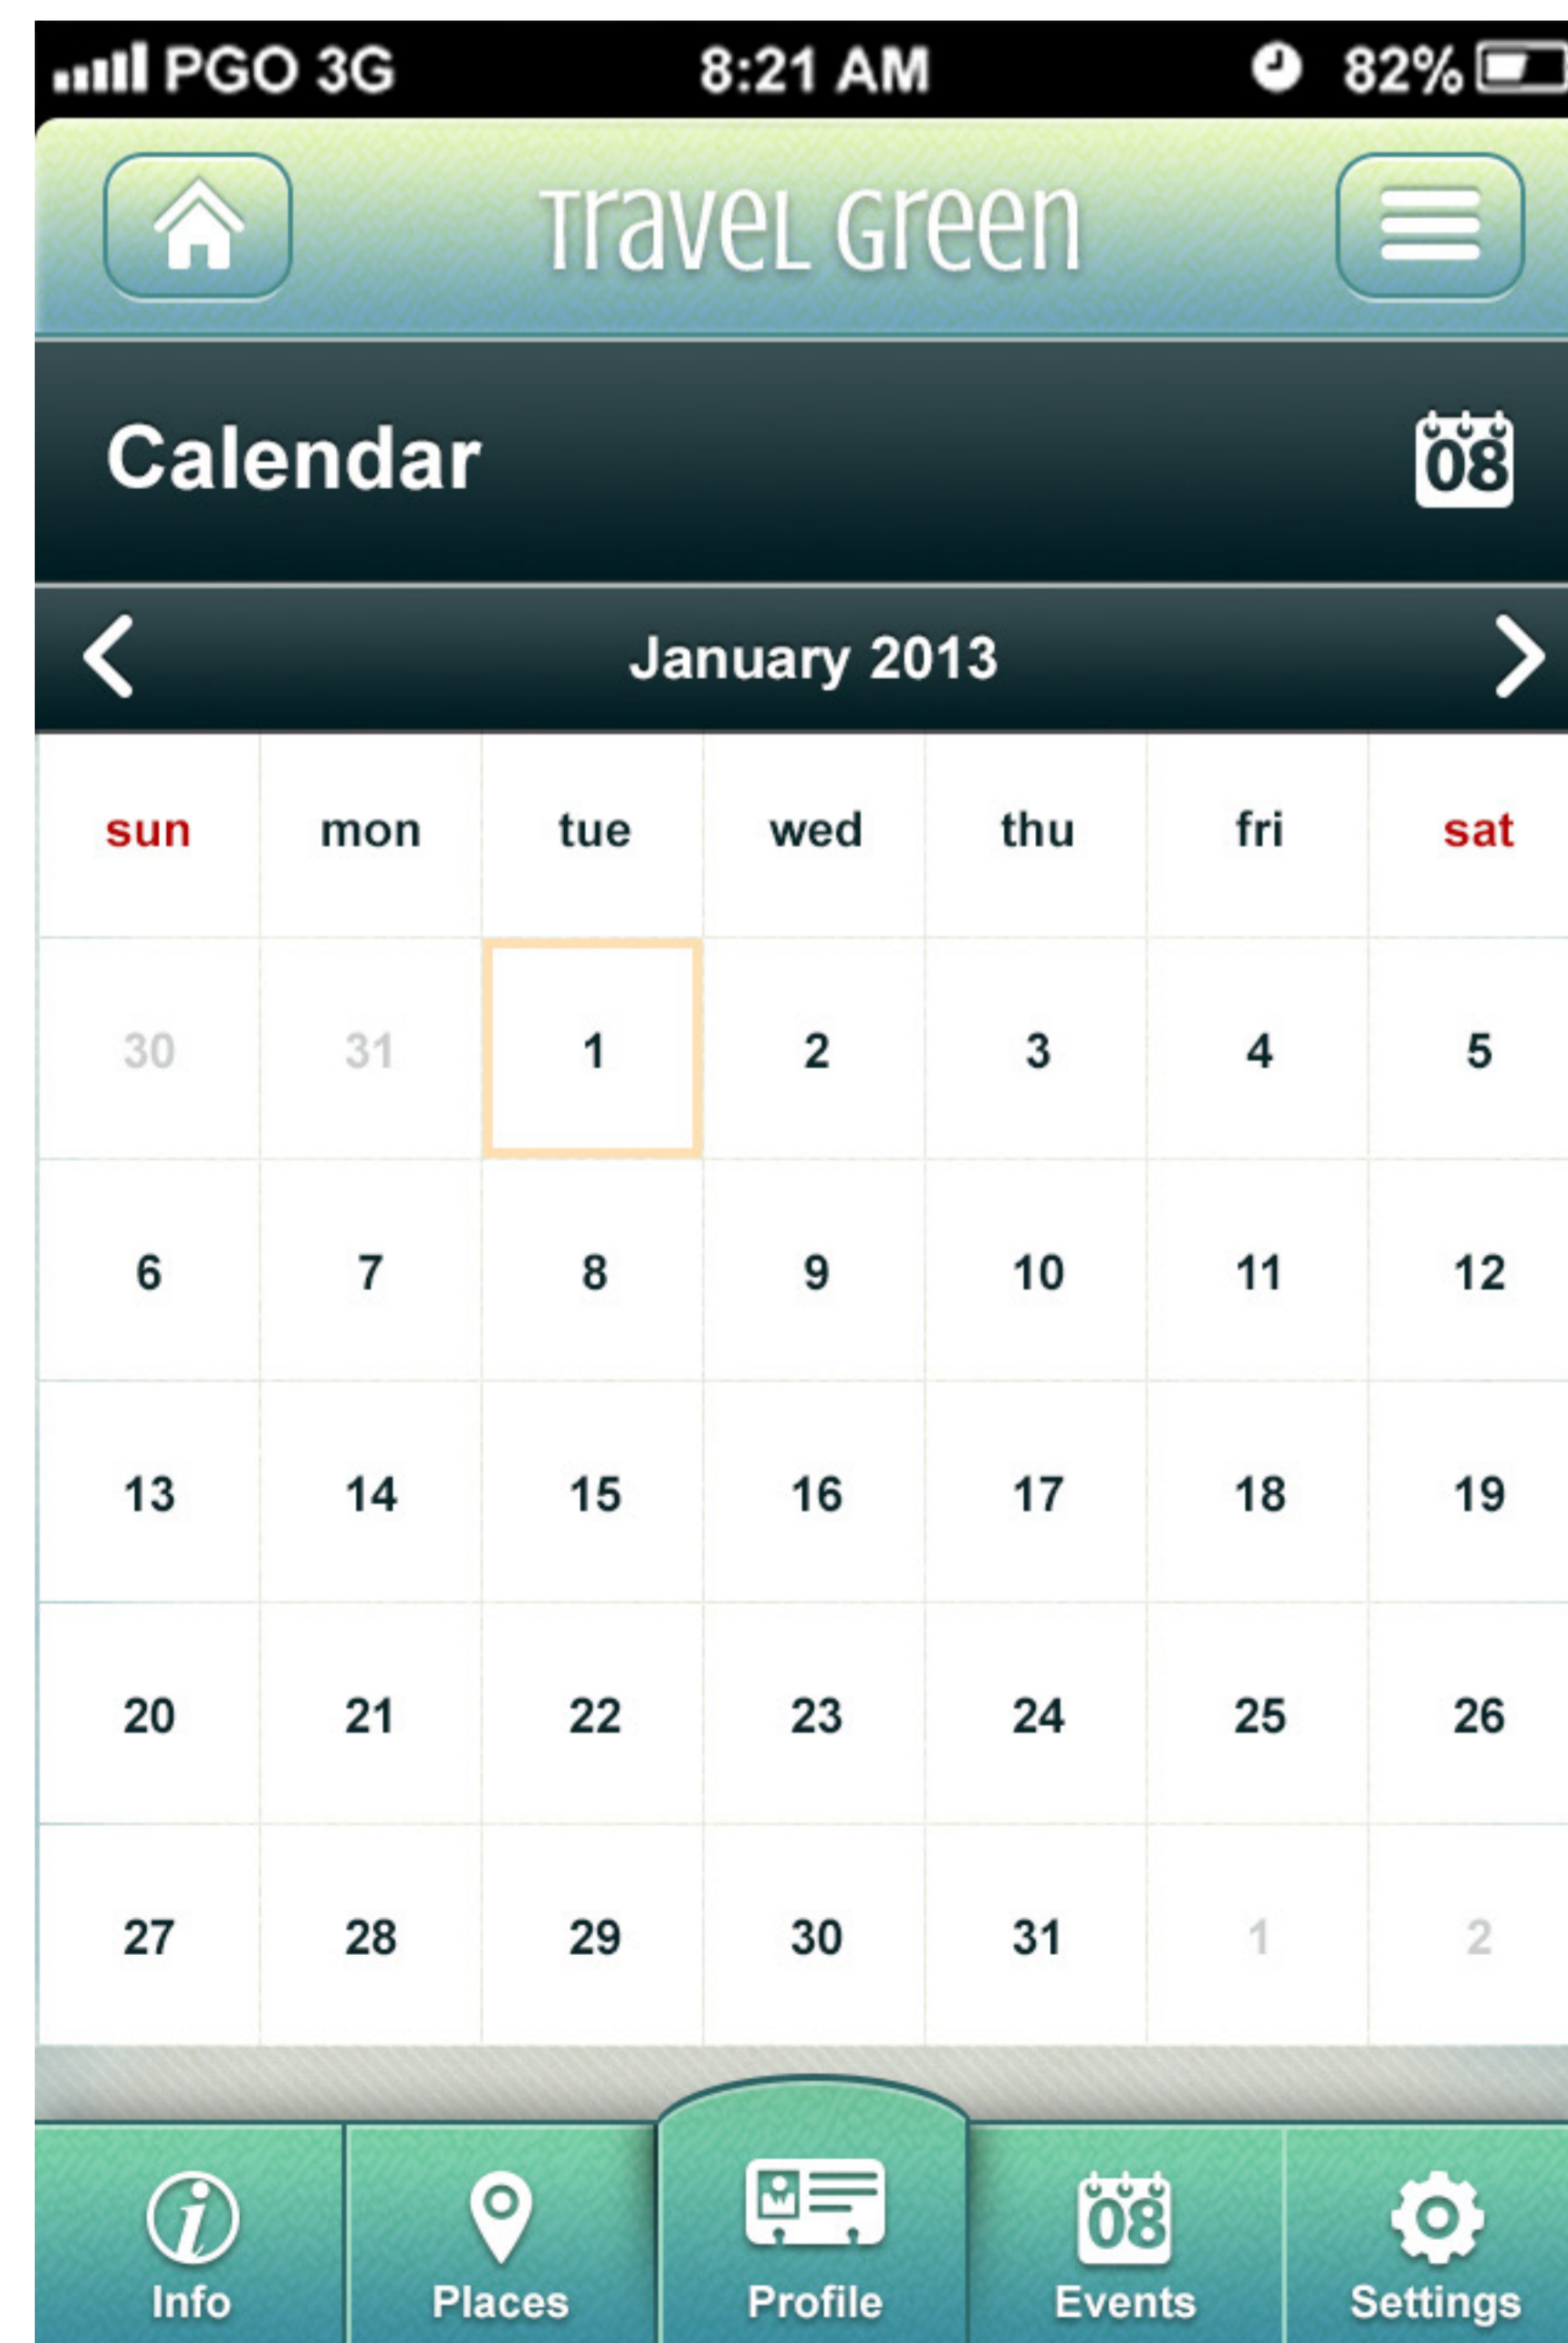 PGO 3G 8:21 AM 82%
Travel Green
Calendar 08
January 2013
sun mon tue wed thu fri sat
30 31 1 2 3 4 5
6 7 8 9 10 11 12
13 14 15 16 17 18 19
20 21 22 23 24 25 26
27 28 29 30 31 1 2
i 08
Info Places Profile Events Settings